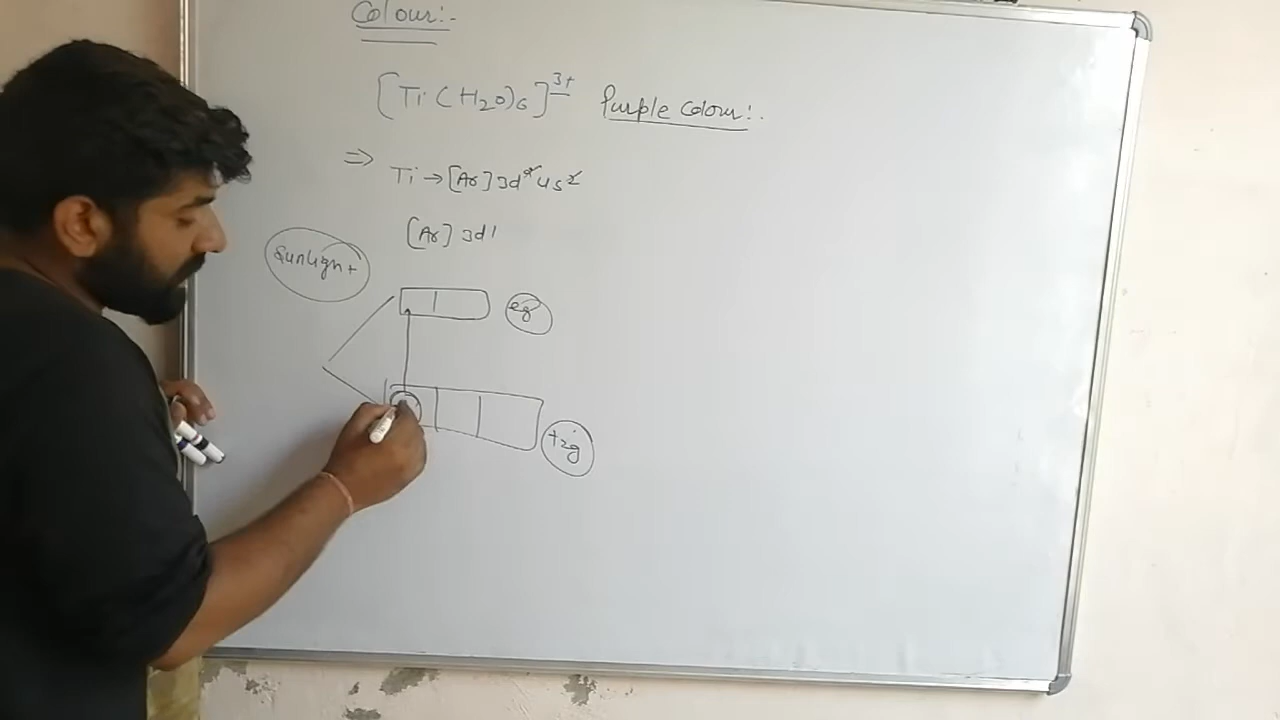 Colour:-
[Ti(H2O)6]3+ Purple Colour:.
⇒ Ti → [Ar] 3d2 4s2
[Ar] 3d1
Sunlight
eg
t2g